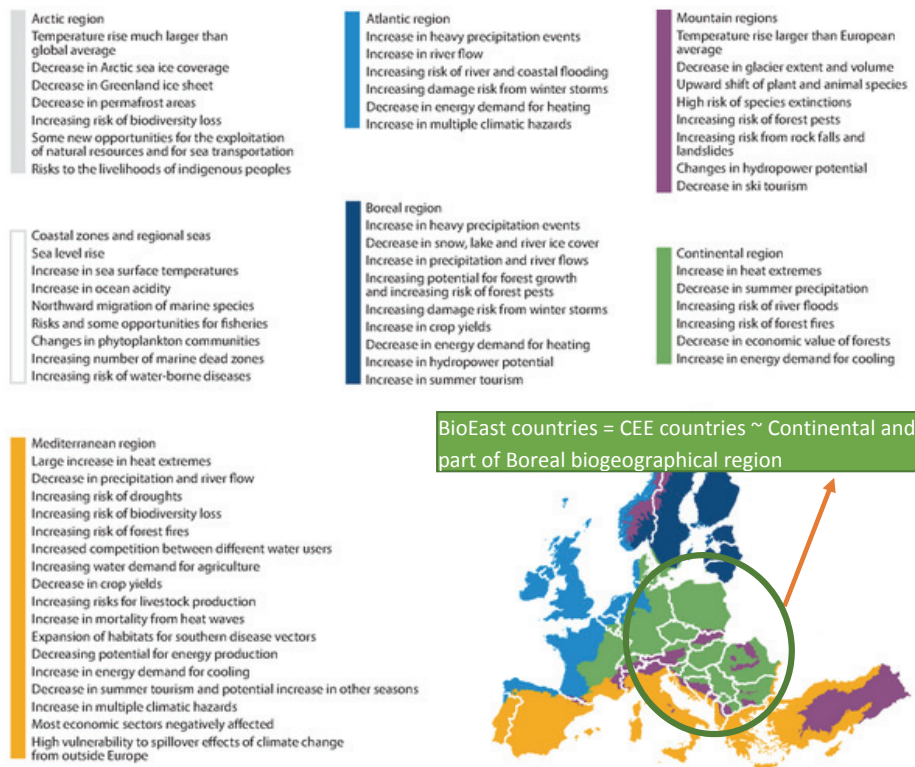 Arctic region
Temperature rise much larger than
global average
Decrease in Arctic sea ice coverage
Decrease in Greenland ice sheet
Decrease in permafrost areas
Increasing risk of biodiversity loss
Some new opportunities for the exploitation
of natural resources and for sea transportation
Risks to the livelihoods of indigenous peoples
Atlantic region
Increase in heavy precipitation events
Increase in river flow
Increasing risk of river and coastal flooding
Increasing damage risk from winter storms
Decrease in energy demand for heating
Increase in multiple climatic hazards
Mountain regions
Temperature rise larger than European
average
Decrease in glacier extent and volume
Upward shift of plant and animal species
High risk of species extinctions
Increasing risk of forest pests
Increasing risk from rock falls and
landslides
Changes in hydropower potential
Decrease in ski tourism
Coastal zones and regional seas
Sea level rise
Increase in sea surface temperatures
Increase in ocean acidity
Northward migration of marine species
Risks and some opportunities for fisheries
Changes in phytoplankton communities
Increasing number of marine dead zones
Increasing risk of water-borne diseases
Boreal region
Increase in heavy precipitation events
Decrease in snow, lake and river ice cover
Increase in precipitation and river flows
Increasing potential for forest growth
and increasing risk of forest pests
Increasing damage risk from winter storms
Increase in crop yields
Decrease in energy demand for heating
Increase in hydropower potential
Increase in summer tourism
Continental region
Increase in heat extremes
Decrease in summer precipitation
Increasing risk of river floods
Increasing risk of forest fires
Decrease in economic value of forests
Increase in energy demand for cooling
Mediterranean region
Large increase in heat extremes
Decrease in precipitation and river flow
Increasing risk of droughts
Increasing risk of biodiversity loss
Increasing risk of forest fires
Increased competition between different water users
Increasing water demand for agriculture
Decrease in crop yields
Increasing risks for livestock production
Increase in mortality from heat waves
Expansion of habitats for southern disease vectors
Decreasing potential for energy production
Increase in energy demand for cooling
Decrease in summer tourism and potential increase in other seasons
Increase in multiple climatic hazards
Most economic sectors negatively affected
High vulnerability to spillover effects of climate change
from outside Europe
BioEast countries = CEE countries ~ Continental and
part of Boreal biogeographical region